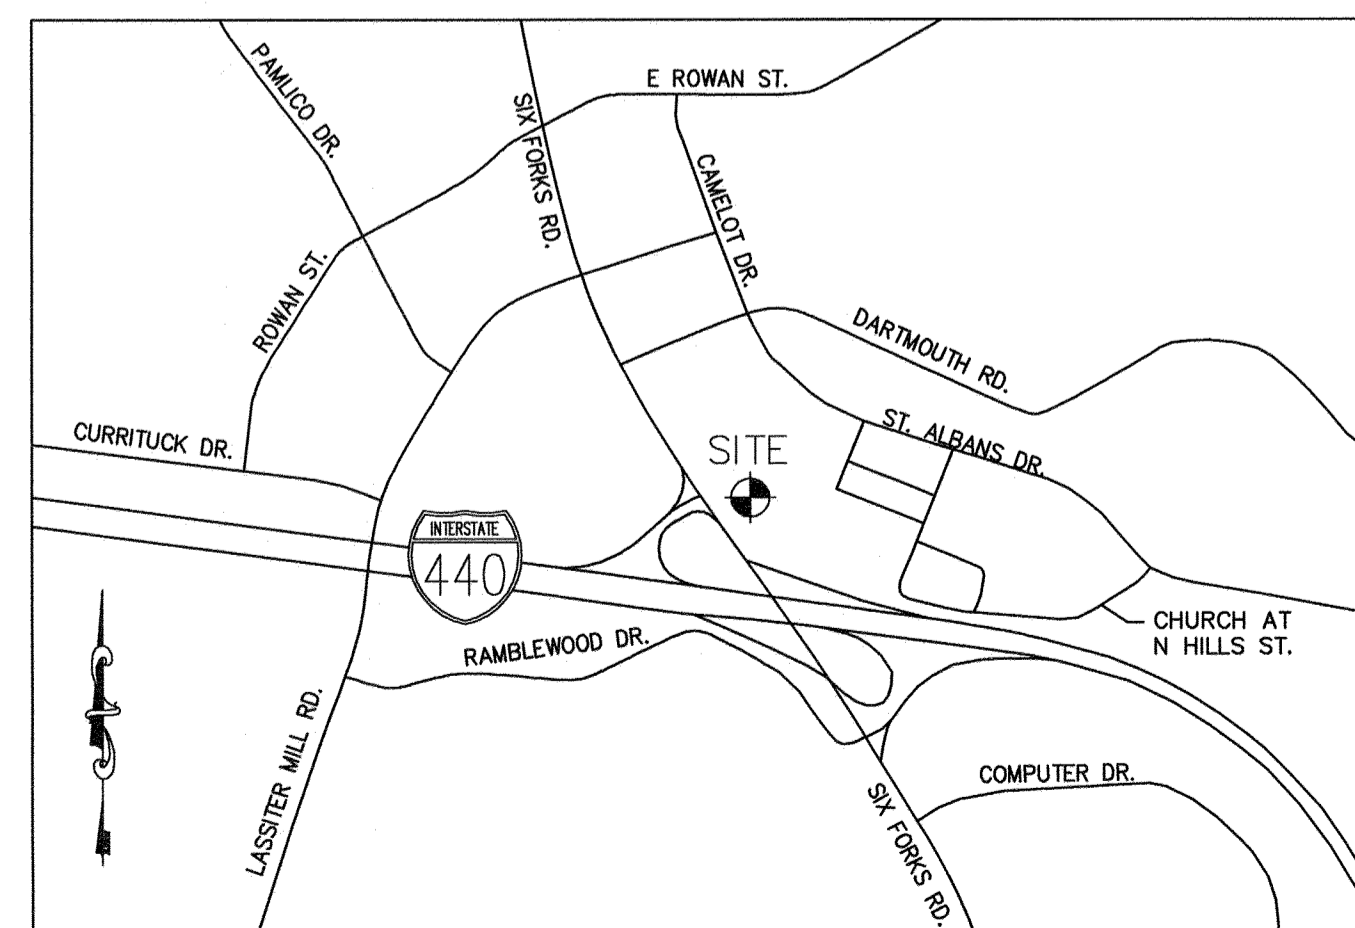 E ROWAN ST.
PAMLICO DR.
SIX FORKS RD.
CAMELOT DR.
ROWAN ST.
DARTMOUTH RD.
CURRITUCK DR.
ST. ALBANS DR.
SITE
INTERSTATE
440
CHURCH AT
N HILLS ST.
RAMBLEWOOD DR.
LASSITER MILL RD.
COMPUTER DR.
SIX FORKS RD.